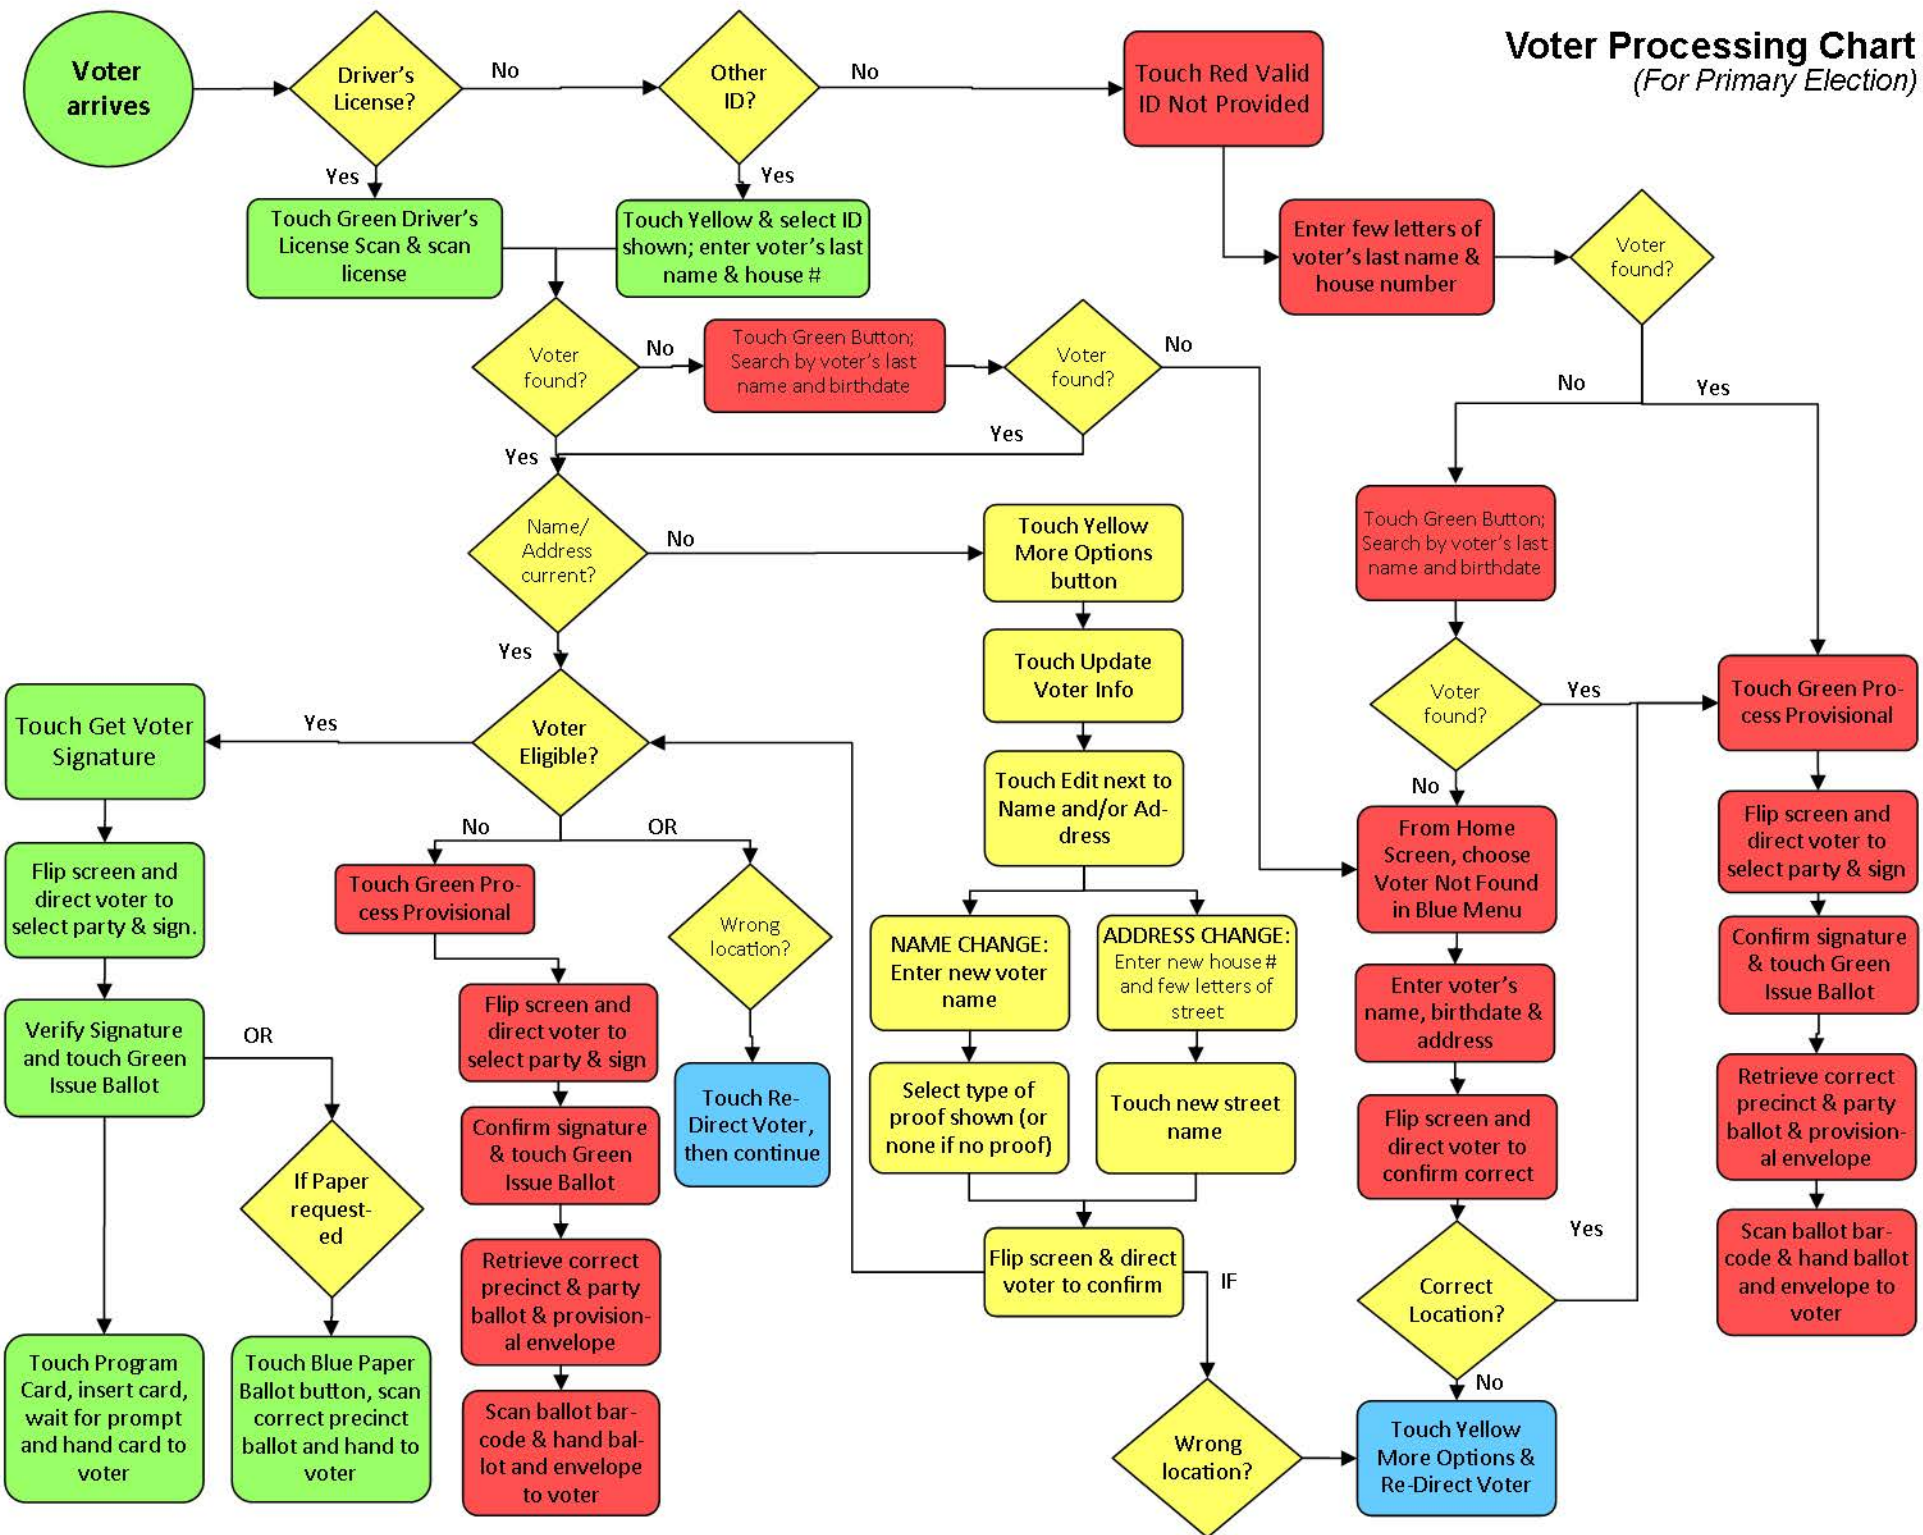 Voter Processing Chart
(For Primary Election)
Voter
arrives
Driver's
License?
No
Other
ID?
No
Touch Red Valid
ID Not Provided
Yes
Yes
Touch Green Driver's
License Scan & scan
license
Touch Yellow & select ID
shown; enter voter's last
name & house #
Enter few letters of
voter's last name &
house number
Voter
found?
Voter
found?
No
Touch Green Button;
Search by voter's last
name and birthdate
Voter
found?
No
No
Yes
Yes
Yes
Name/
Address
current?
No
Touch Yellow
More Options
button
Touch Green Button;
Search by voter's last
name and birthdate
Yes
Touch Update
Voter Info
Voter
found?
Yes
Touch Green Pro-
cess Provisional
Touch Get Voter
Signature
Yes
Voter
Eligible?
Touch Edit next to
Name and/or Ad-
dress
No
Flip screen and
direct voter to
select party & sign
No
OR
From Home
Screen, choose
Voter Not Found
in Blue Menu
Flip screen and
direct voter to
select party & sign.
Touch Green Pro-
cess Provisional
Wrong
location?
NAME CHANGE:
Enter new voter
name
ADDRESS CHANGE:
Enter new house #
and few letters of
street
Confirm signature
& touch Green
Issue Ballot
Enter voter's
name, birthdate &
address
Verify Signature
and touch Green
Issue Ballot
OR
Flip screen and
direct voter to
select party & sign
Touch Re-
Direct Voter,
then continue
Select type of
proof shown (or
none if no proof)
Touch new street
name
Flip screen and
direct voter to
confirm correct
Retrieve correct
precinct & party
ballot & provision-
al envelope
Confirm signature
& touch Green
Issue Ballot
If Paper
request-
ed
Yes
Scan ballot bar-
code & hand ballot
and envelope to
voter
Retrieve correct
precinct & party
ballot & provision-
al envelope
Flip screen & direct
voter to confirm
IF
Correct
Location?
Touch Program
Card, insert card,
wait for prompt
and hand card to
voter
Touch Blue Paper
Ballot button, scan
correct precinct
ballot and hand to
voter
Scan ballot bar-
code & hand bal-
lot and envelope
to voter
No
Wrong
location?
Touch Yellow
More Options &
Re-Direct Voter